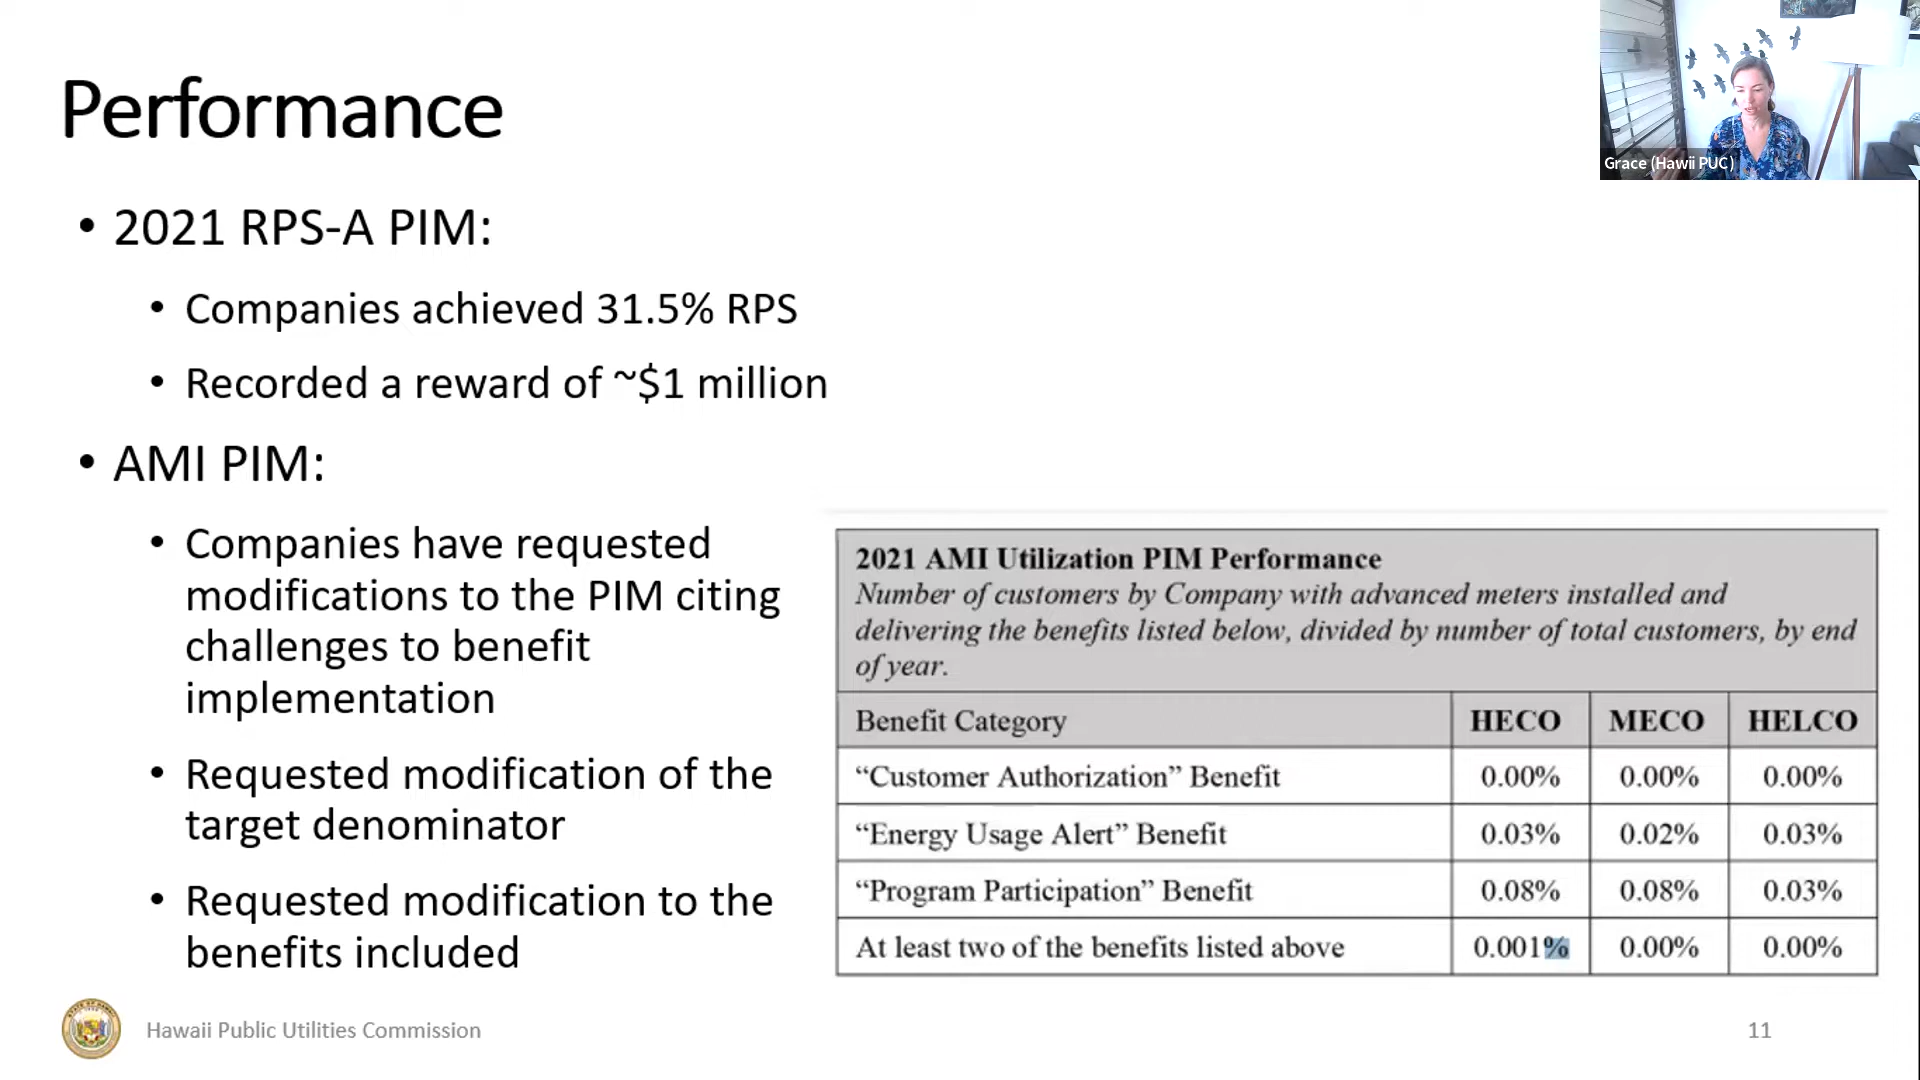 Performance
Grace (Hawii PUC)
• 2021 RPS-A PIM:
• Companies achieved 31.5% RPS
• Recorded a reward of ~$1 million
• AMI PIM:
• Companies have requested
modifications to the PIM citing
challenges to benefit
implementation
• Requested modification of the
target denominator
• Requested modification to the
benefits included
2021 AMI Utilization PIM Performance
Number of customers by Company with advanced meters installed and
delivering the benefits listed below, divided by number of total customers, by end
of year.
Benefit Category HECO MECO HELCO
“Customer Authorization” Benefit 0.00% 0.00% 0.00%
“Energy Usage Alert” Benefit 0.03% 0.02% 0.03%
“Program Participation” Benefit 0.08% 0.08% 0.03%
At least two of the benefits listed above 0.001% 0.00% 0.00%
Hawaii Public Utilities Commission
11